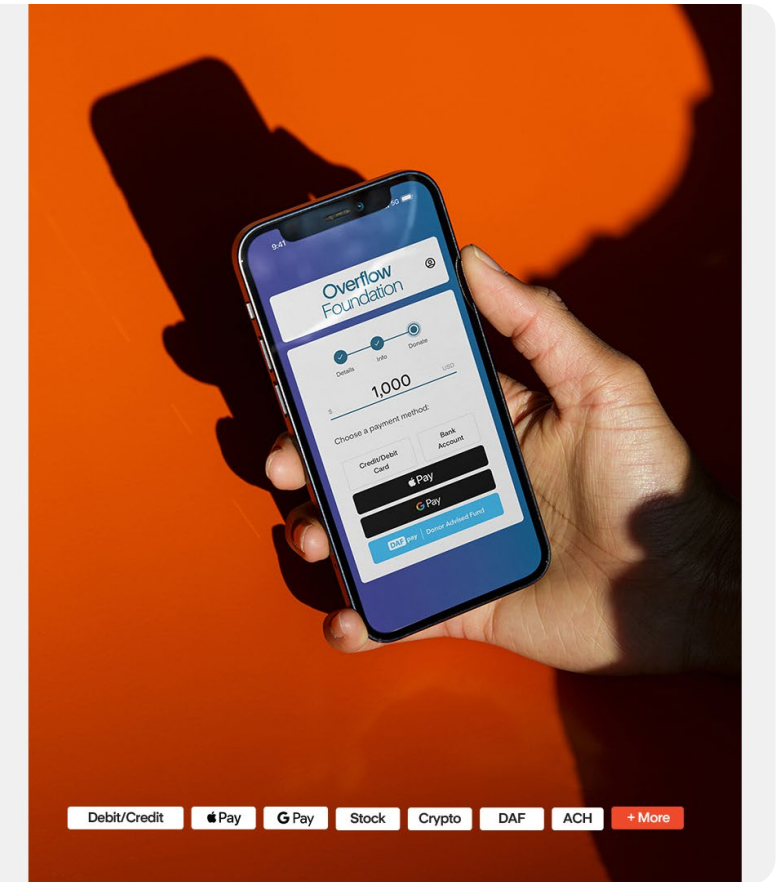 9:41
5G
Overflow
Foundation
Details
Info
Donate
$ 1,000 USD
Choose a payment method:
Credit/Debit
Card
Bank
Account
Pay
G Pay
DAF pay | Donor Advised Fund
Debit/Credit
Pay
G Pay
Stock
Crypto
DAF
ACH
+ More